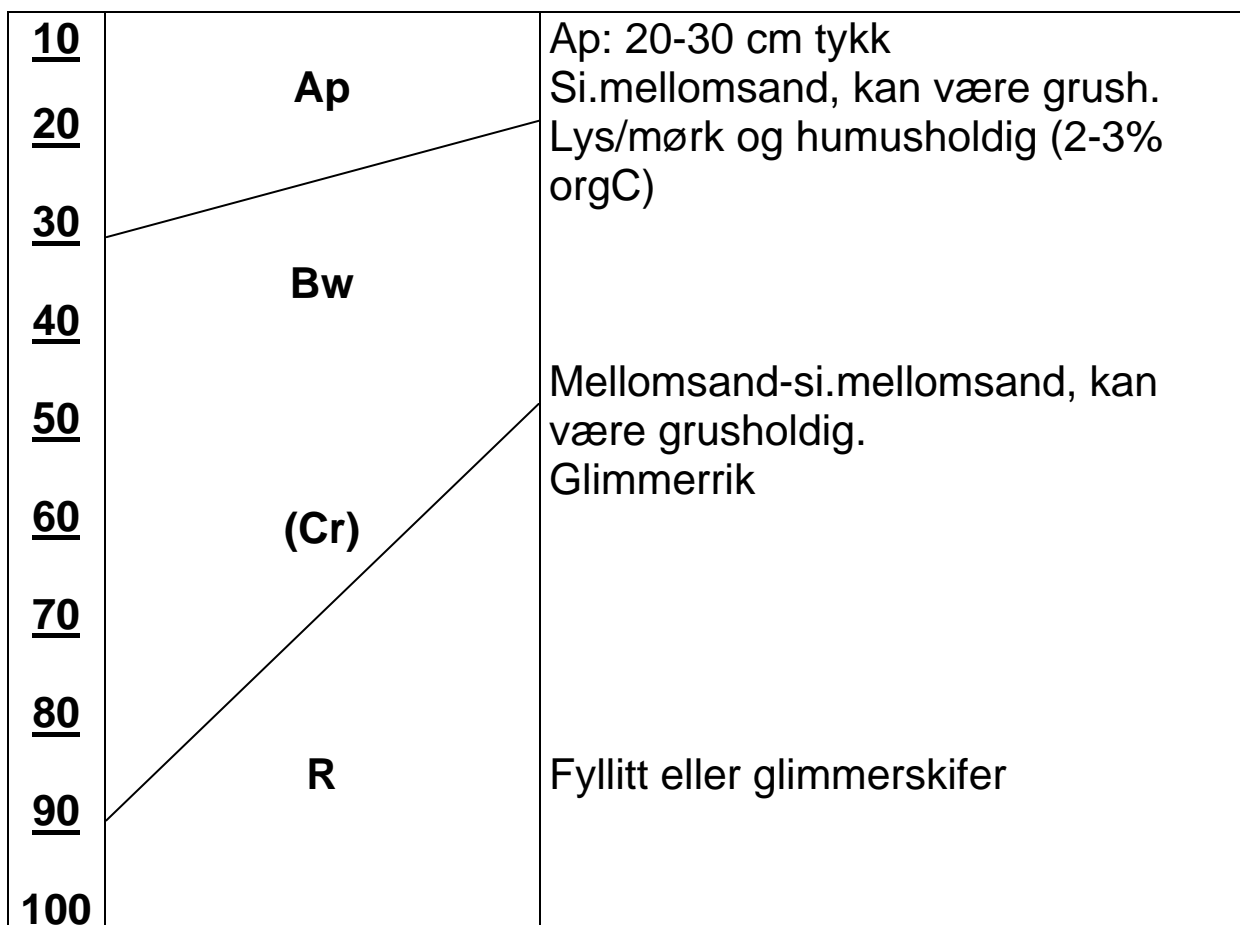 10
20
30
40
50
60
70
80
90
100
Ap
Bw
(Cr)
R
Ap: 20-30 cm tykk
Si.mellomsand, kan være grush.
Lys/mørk og humusholdig (2-3%
orgC)
Mellomsand-si.mellomsand, kan
være grusholdig.
Glimmerrik
Fyllitt eller glimmerskifer